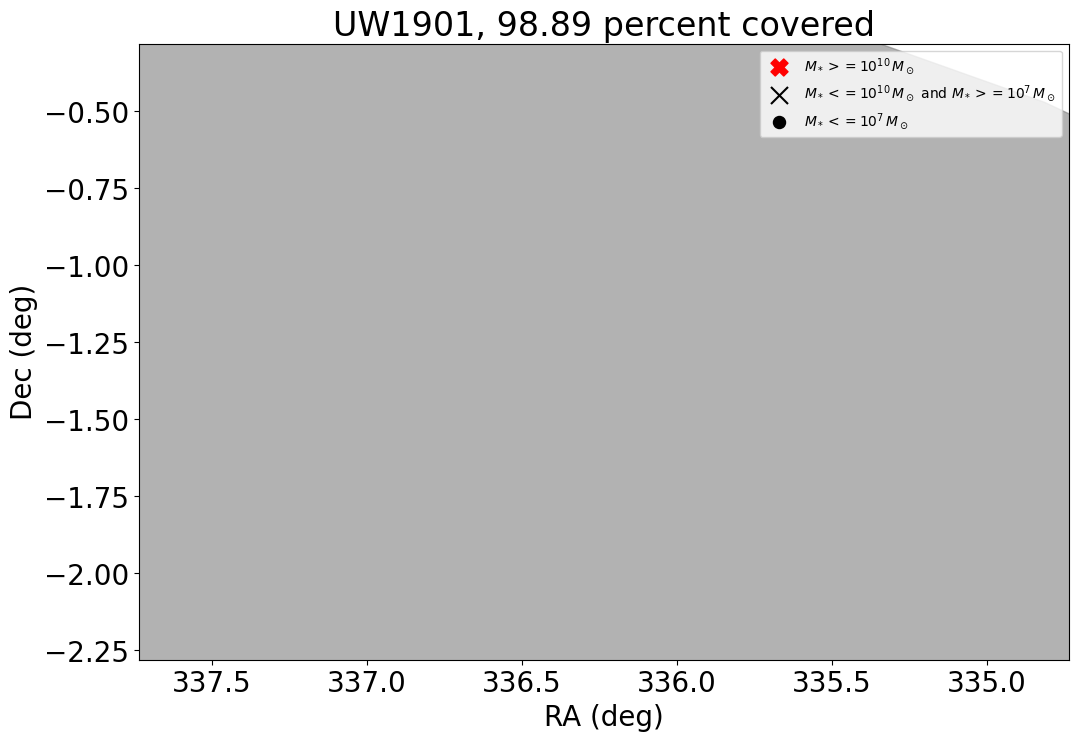 UW1901, 98.89 percent covered
M* >= 10^10 M⊙
M* <= 10^10 M⊙ and M* >= 10^7 M⊙
M* <= 10^7 M⊙
−0.50
−0.75
−1.00
−1.25
−1.50
−1.75
−2.00
−2.25
Dec (deg)
337.5 337.0 336.5 336.0 335.5 335.0
RA (deg)